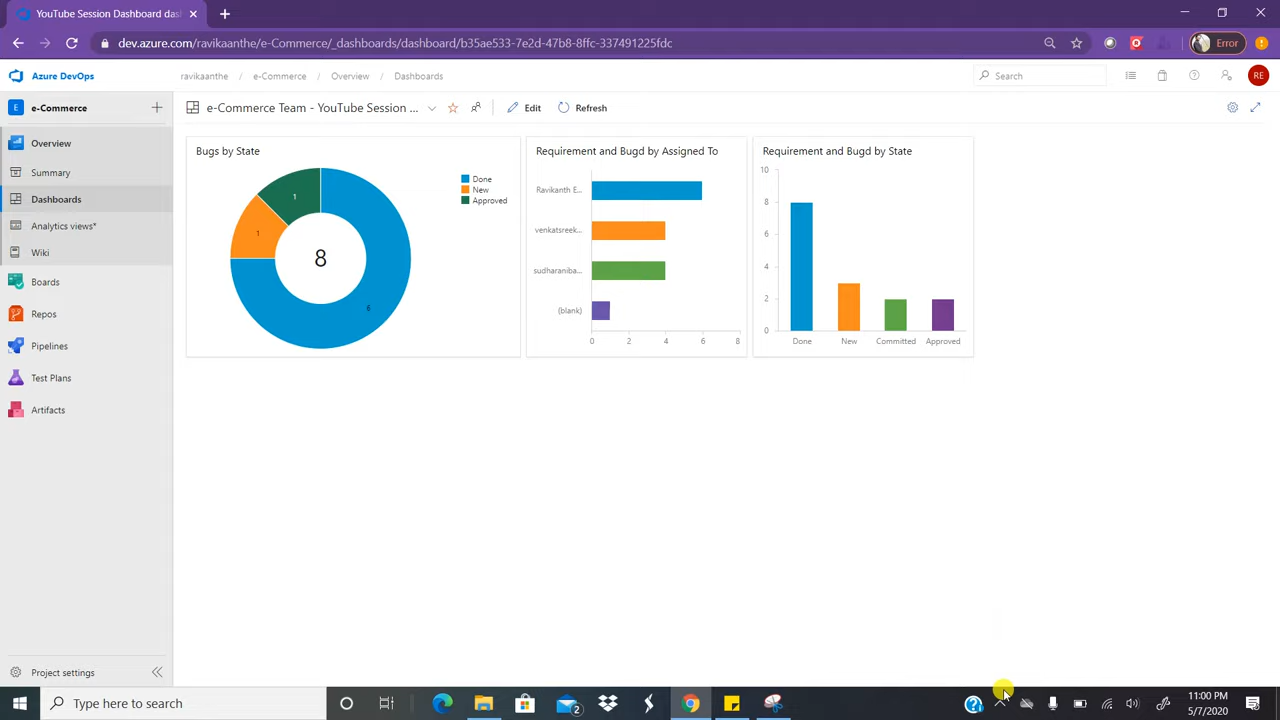 YouTube Session Dashboard dash
dev.azure.com/ravikaanthe/e-Commerce/_dashboards/dashboard/b35ae533-7e2d-47b8-8ffc-337491225fdc
Error
Azure DevOps
ravikaanthe / e-Commerce / Overview / Dashboards
Search
RE
E e-Commerce
e-Commerce Team - YouTube Session ...
Edit
Refresh
Overview
Summary
Dashboards
Analytics views*
Wiki
Boards
Repos
Pipelines
Test Plans
Artifacts
Project settings
Bugs by State
Done
New
Approved
1
1
8
6
Requirement and Bugd by Assigned To
Ravikanth E...
venkatsreek...
sudharaniba...
(blank)
0 2 4 6 8
Requirement and Bugd by State
10
8
6
4
2
0
Done New Committed Approved
Type here to search
2
11:00 PM
5/7/2020